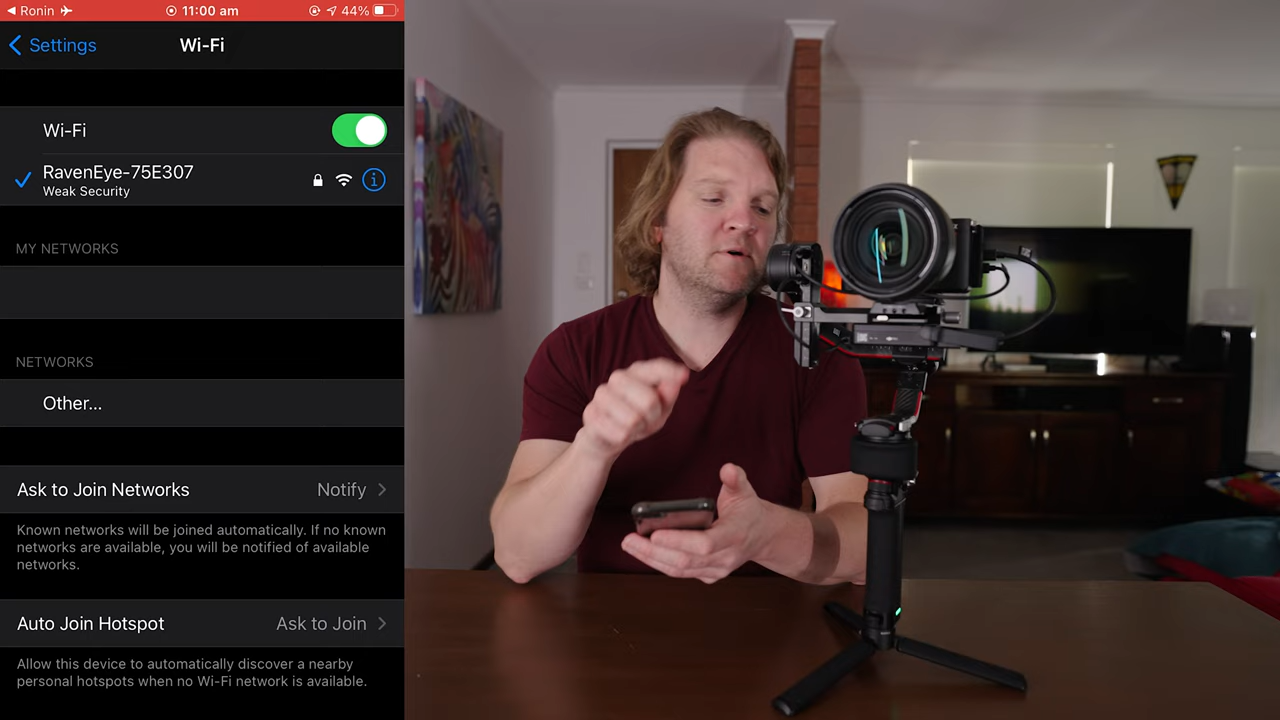 Ronin
11:00 am
44%
Settings
Wi-Fi
Wi-Fi
RavenEye-75E307
Weak Security
MY NETWORKS
NETWORKS
Other...
Ask to Join Networks
Notify
Known networks will be joined automatically. If no known
networks are available, you will be notified of available
networks.
Auto Join Hotspot
Ask to Join
Allow this device to automatically discover a nearby
personal hotspots when no Wi-Fi network is available.